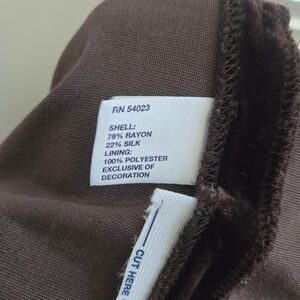 RN 54023
SHELL:
78% RAYON
22% SILK
LINING:
100% POLYESTER
EXCLUSIVE OF
DECORATION
CUT HERE